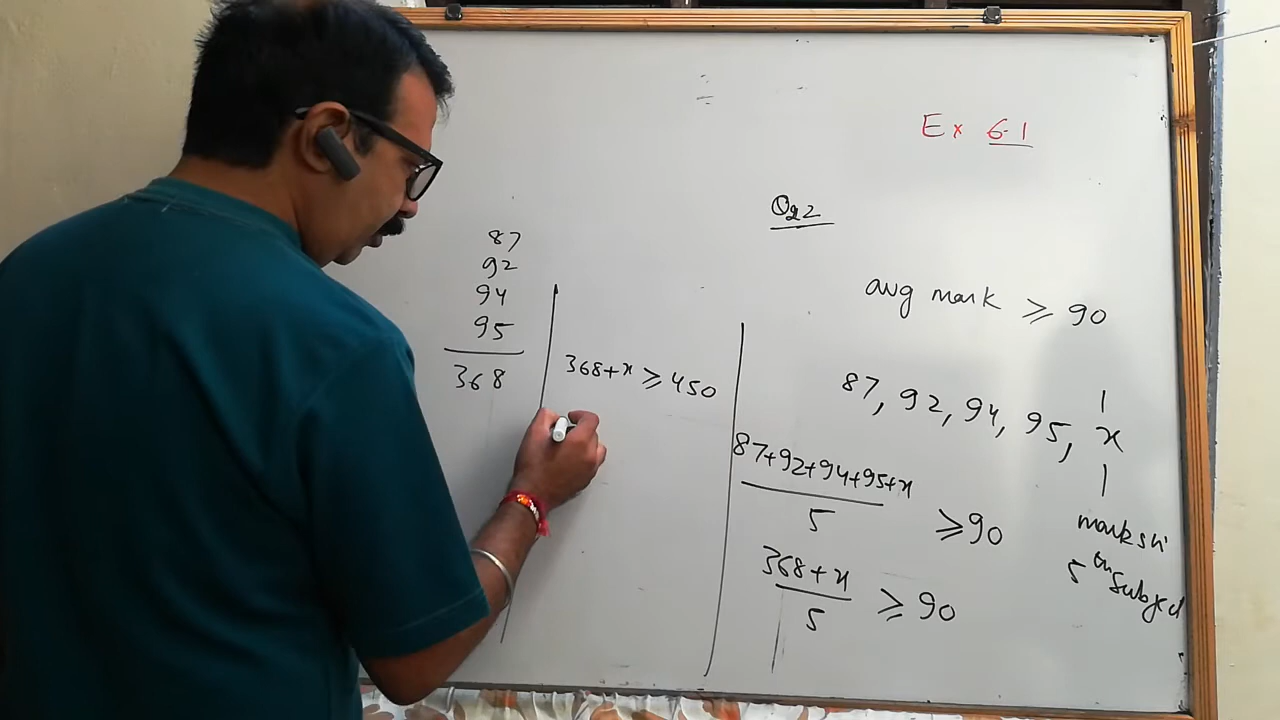 Ex 6.1
Q22
avg mark ≥ 90
87, 92, 94, 95, x
87+92+94+95+x
5
≥90
368+x
5
≥ 90
marks in
5th Subject
87
92
94
95
368
368+x ≥ 450